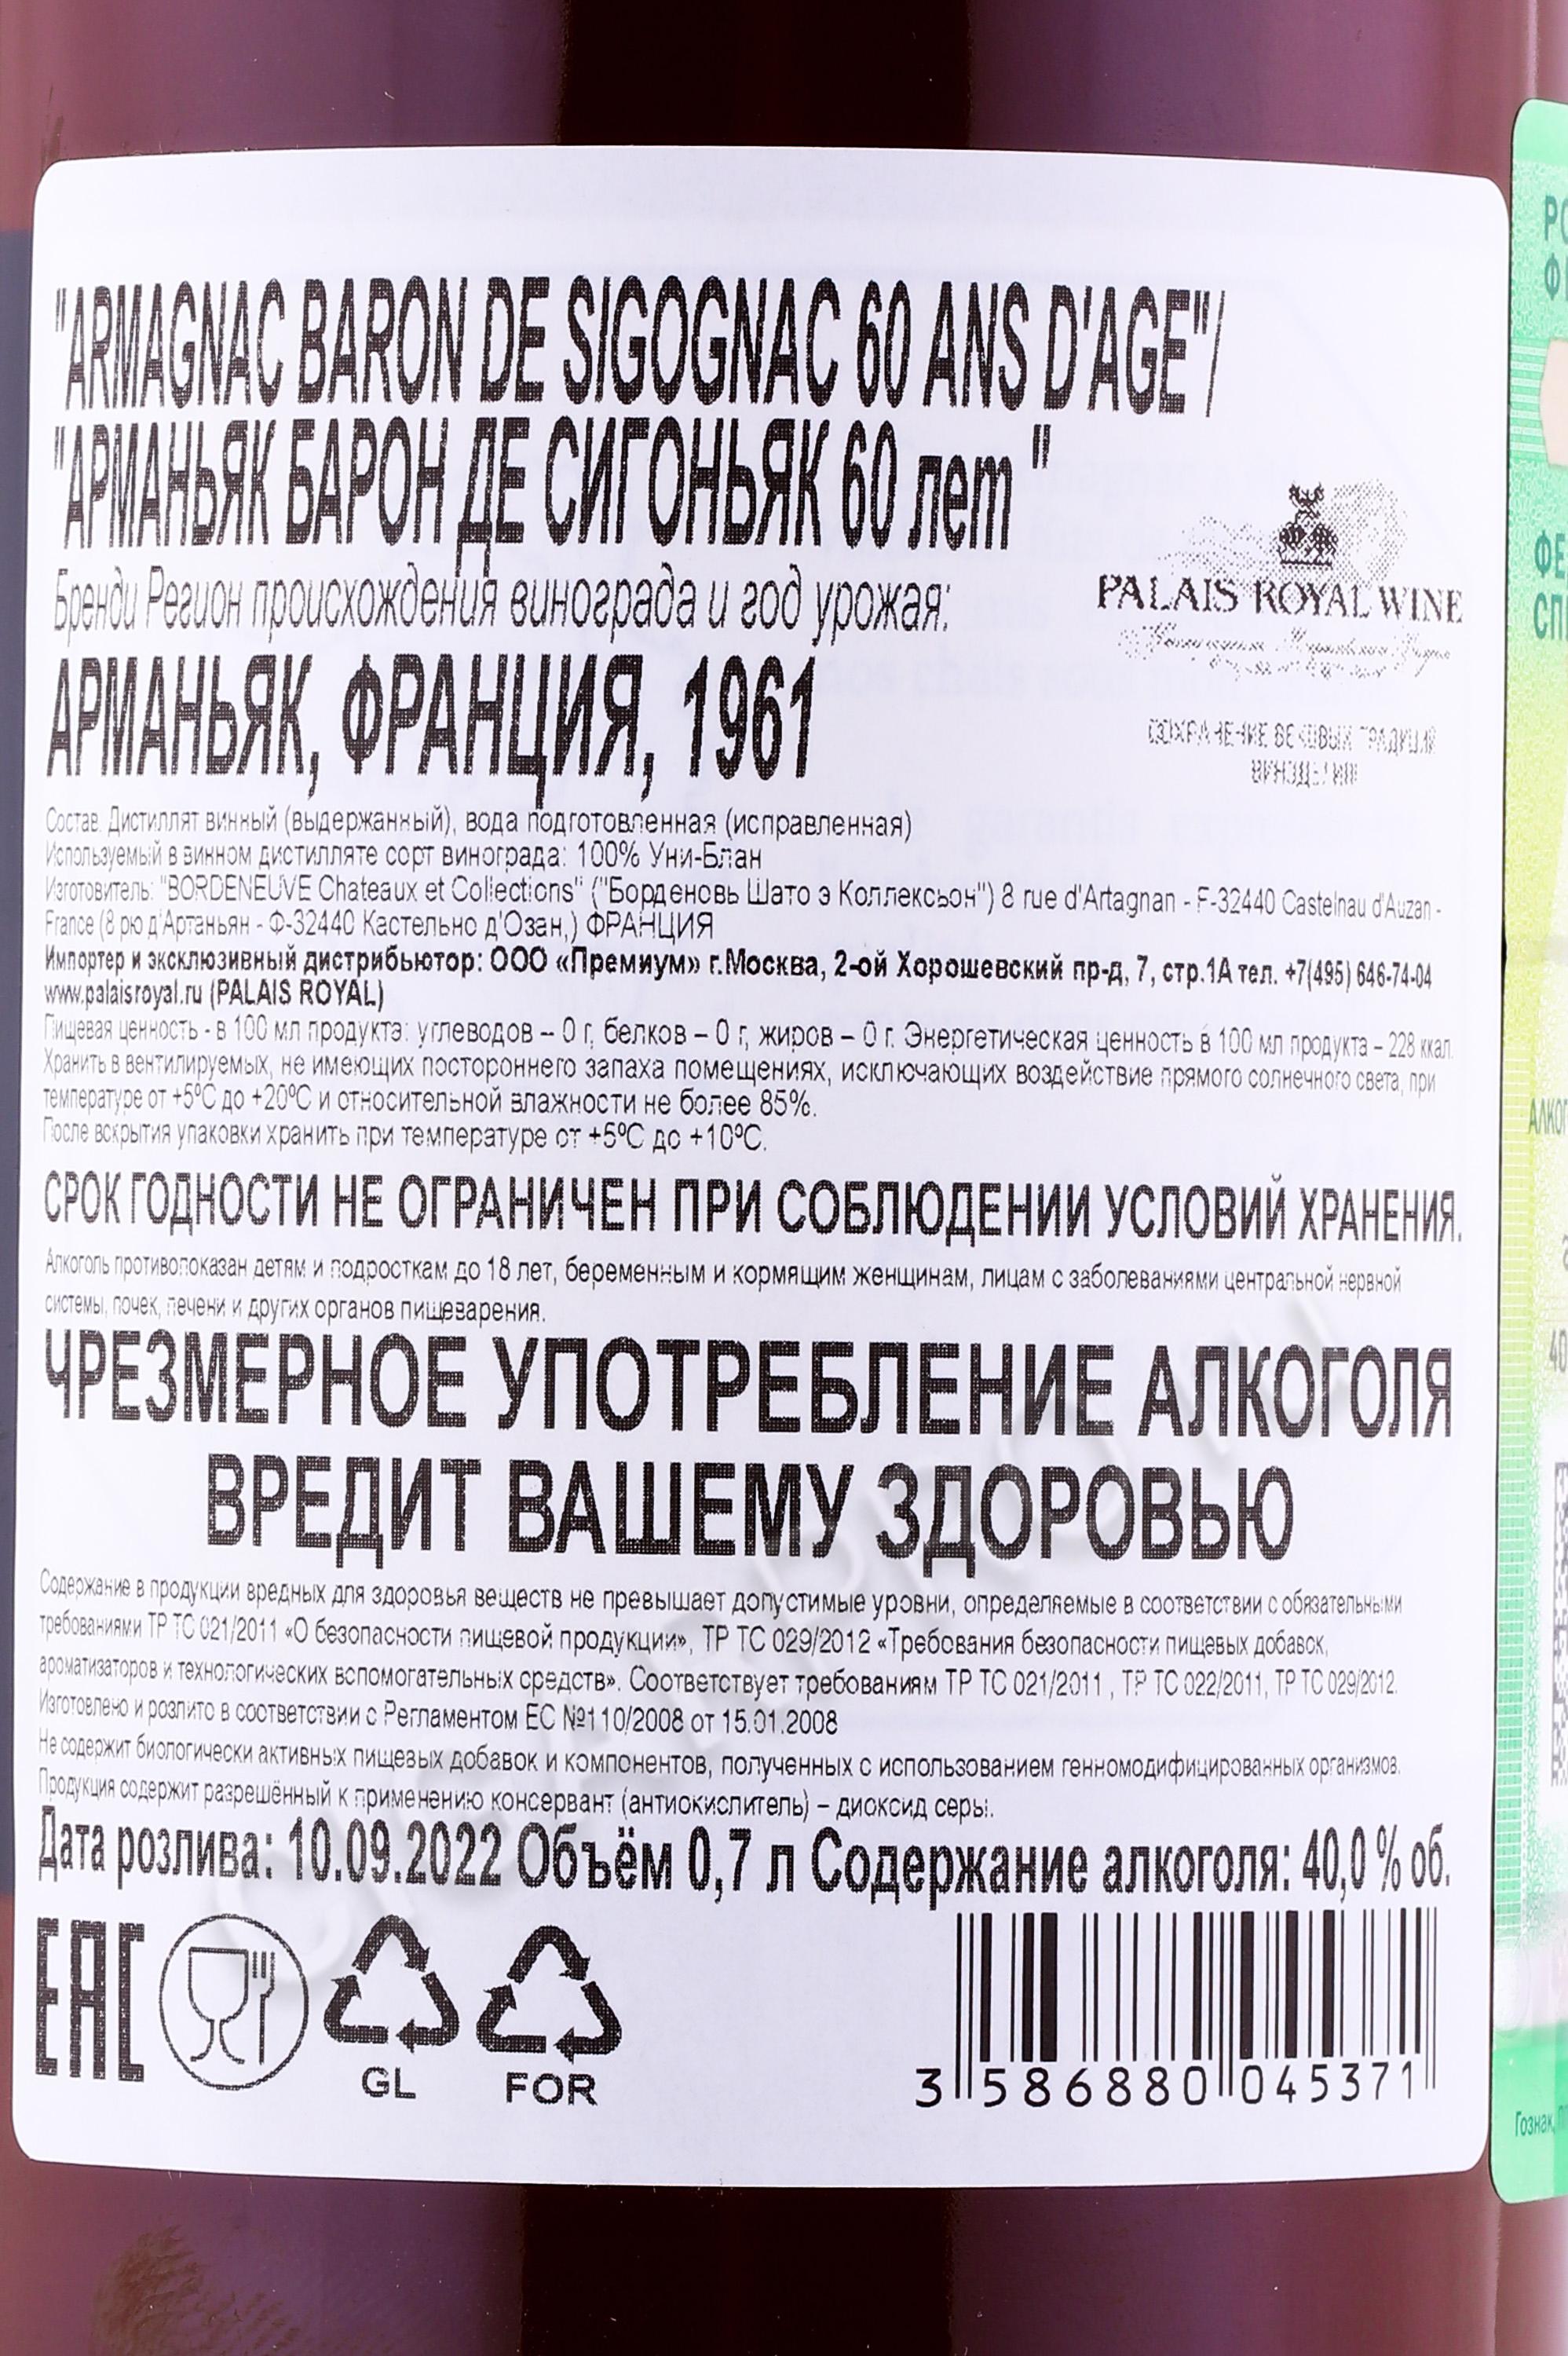 "ARMAGNAC BARON DE SIGOGNAC 60 ANS D'AGE"/
"АРМАНЬЯК БАРОН ДЕ СИГОНЬЯК 60 лет "
Бренди Регион происхождения винограда и год урожая:
АРМАНЬЯК, ФРАНЦИЯ, 1961
PALAIS ROYAL WINE
СОХРАНЕНИЕ ВЕКОВЫХ ТРАДИЦИЙ
ВИНОДЕЛИЯ
Состав: Дистиллят винный (выдержанный), вода подготовленная (исправленная)
Используемый в винном дистилляте сорт винограда: 100% Уни-Блан
Изготовитель: "BORDENEUVE Chateaux et Collections" ("Борденовь Шато э Коллексьон") 8 rue d'Artagnan - F-32440 Castelnau d'Auzan -
France (8 рю д'Артаньян - Ф-32440 Кастельно д'Озан,) ФРАНЦИЯ
Импортер и эксклюзивный дистрибьютор: ООО «Премиум» г.Москва, 2-ой Хорошевский пр-д, 7, стр.1А тел. +7(495) 646-74-04
www.palaisroyal.ru (PALAIS ROYAL)
Пищевая ценность - в 100 мл продукта: углеводов – 0 г, белков – 0 г, жиров – 0 г. Энергетическая ценность в 100 мл продукта – 228 ккал.
Хранить в вентилируемых, не имеющих постороннего запаха помещениях, исключающих воздействие прямого солнечного света, при
температуре от +5ºС до +20ºС и относительной влажности не более 85%.
После вскрытия упаковки хранить при температуре от +5ºС до +10ºС.
СРОК ГОДНОСТИ НЕ ОГРАНИЧЕН ПРИ СОБЛЮДЕНИИ УСЛОВИЙ ХРАНЕНИЯ.
Алкоголь противопоказан детям и подросткам до 18 лет, беременным и кормящим женщинам, лицам с заболеваниями центральной нервной
системы, почек, печени и других органов пищеварения.
ЧРЕЗМЕРНОЕ УПОТРЕБЛЕНИЕ АЛКОГОЛЯ
ВРЕДИТ ВАШЕМУ ЗДОРОВЬЮ
Содержание в продукции вредных для здоровья веществ не превышает допустимые уровни, определяемые в соответствии с обязательными
требованиями ТР ТС 021/2011 «О безопасности пищевой продукции», ТР ТС 029/2012 «Требования безопасности пищевых добавок,
ароматизаторов и технологических вспомогательных средств». Соответствует требованиям ТР ТС 021/2011 , ТР ТС 022/2011, ТР ТС 029/2012.
Изготовлено и розлито в соответствии с Регламентом ЕС №110/2008 от 15.01.2008
Не содержит биологически активных пищевых добавок и компонентов, полученных с использованием генномодифицированных организмов.
Продукция содержит разрешённый к применению консервант (антиокислитель) – диоксид серы.
Дата розлива: 10.09.2022 Объём 0,7 л Содержание алкоголя: 40,0 % об.
EAC
GL
FOR
3 586880 045371
Гознак,